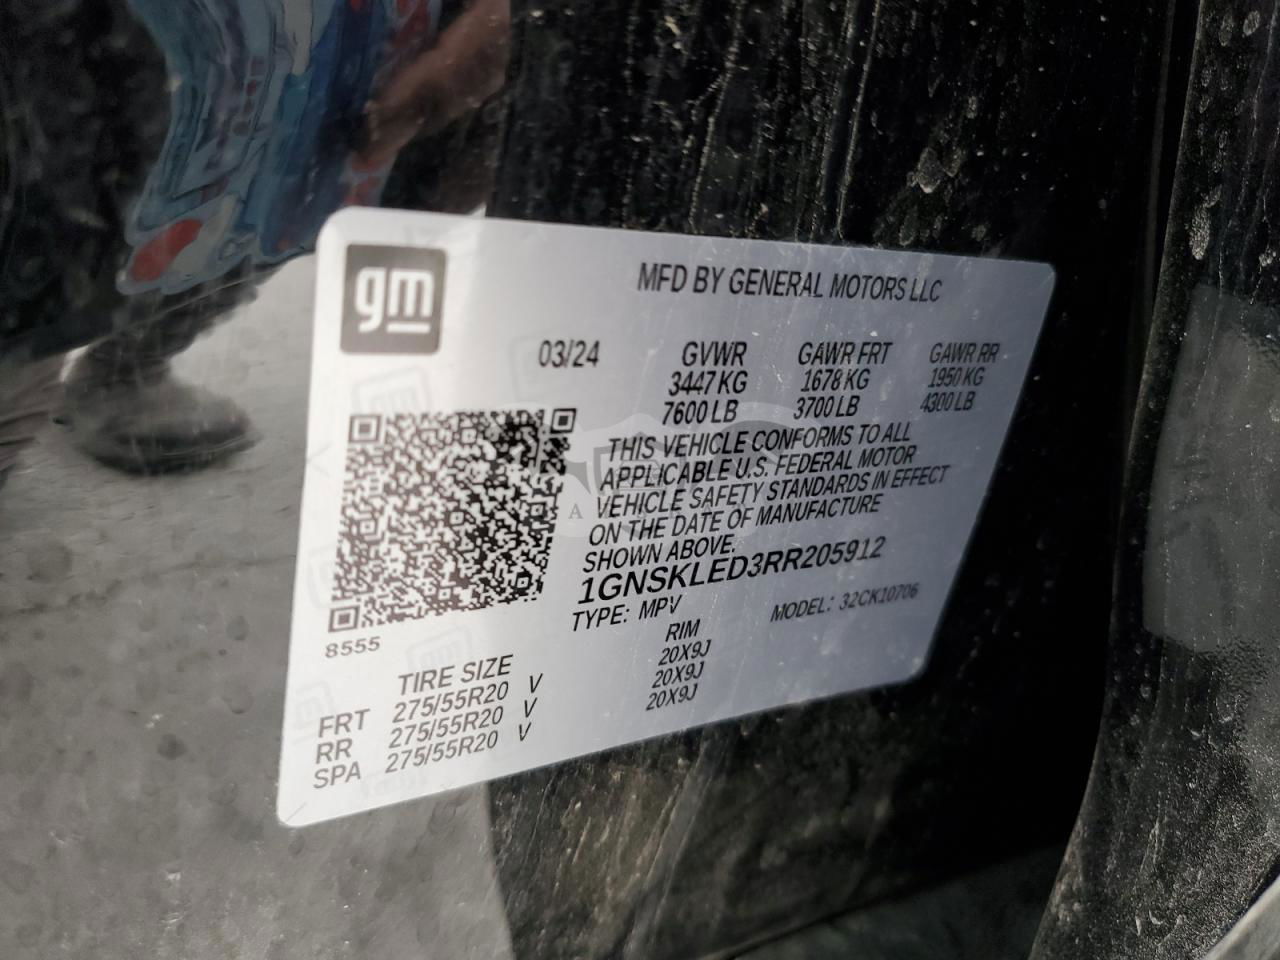 gm
MFD BY GENERAL MOTORS LLC
03/24 GVWR GAWR FRT GAWR RR
3447 KG 1678 KG 1950 KG
7600 LB 3700 LB 4300 LB
THIS VEHICLE CONFORMS TO ALL
APPLICABLE U.S. FEDERAL MOTOR
VEHICLE SAFETY STANDARDS IN EFFECT
ON THE DATE OF MANUFACTURE
SHOWN ABOVE.
1GNSKLED3RR205912
TYPE: MPV MODEL: 32CK10706
8555
TIRE SIZE RIM
FRT 275/55R20 V 20X9J
RR 275/55R20 V 20X9J
SPA 275/55R20 V 20X9J